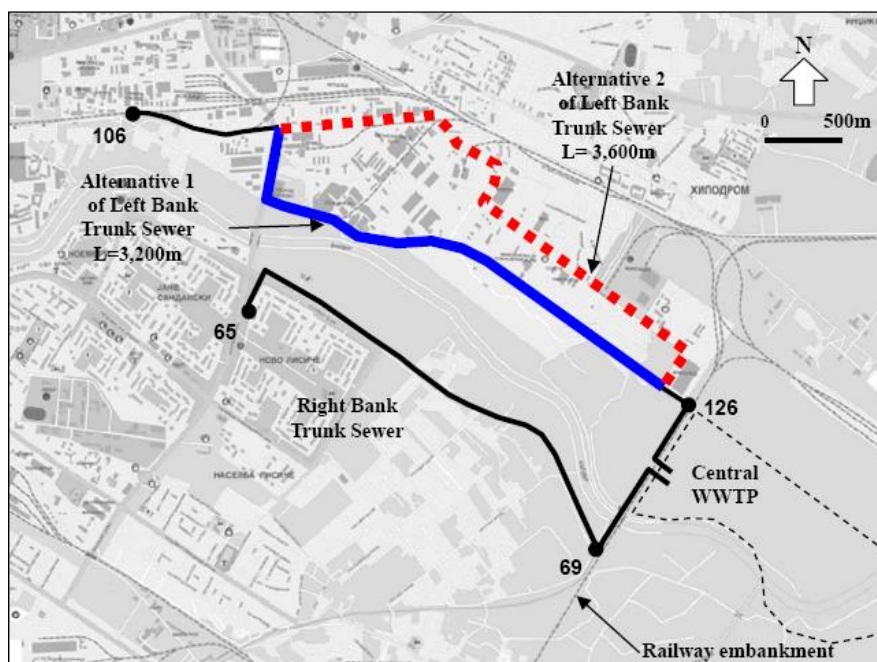 Alternative 2
of Left Bank
Trunk Sewer
L= 3,600m
N
0 500m
106
Alternative 1
of Left Bank
Trunk Sewer
L=3,200m
ХИПОДРОМ
ЈАНЕ
САНДАНСКИ
65
НОВО ЛИСИЧЕ
Right Bank
Trunk Sewer
126
НАСЕЛБА ЛИСИЧЕ
Central
WWTP
69
Railway embankment